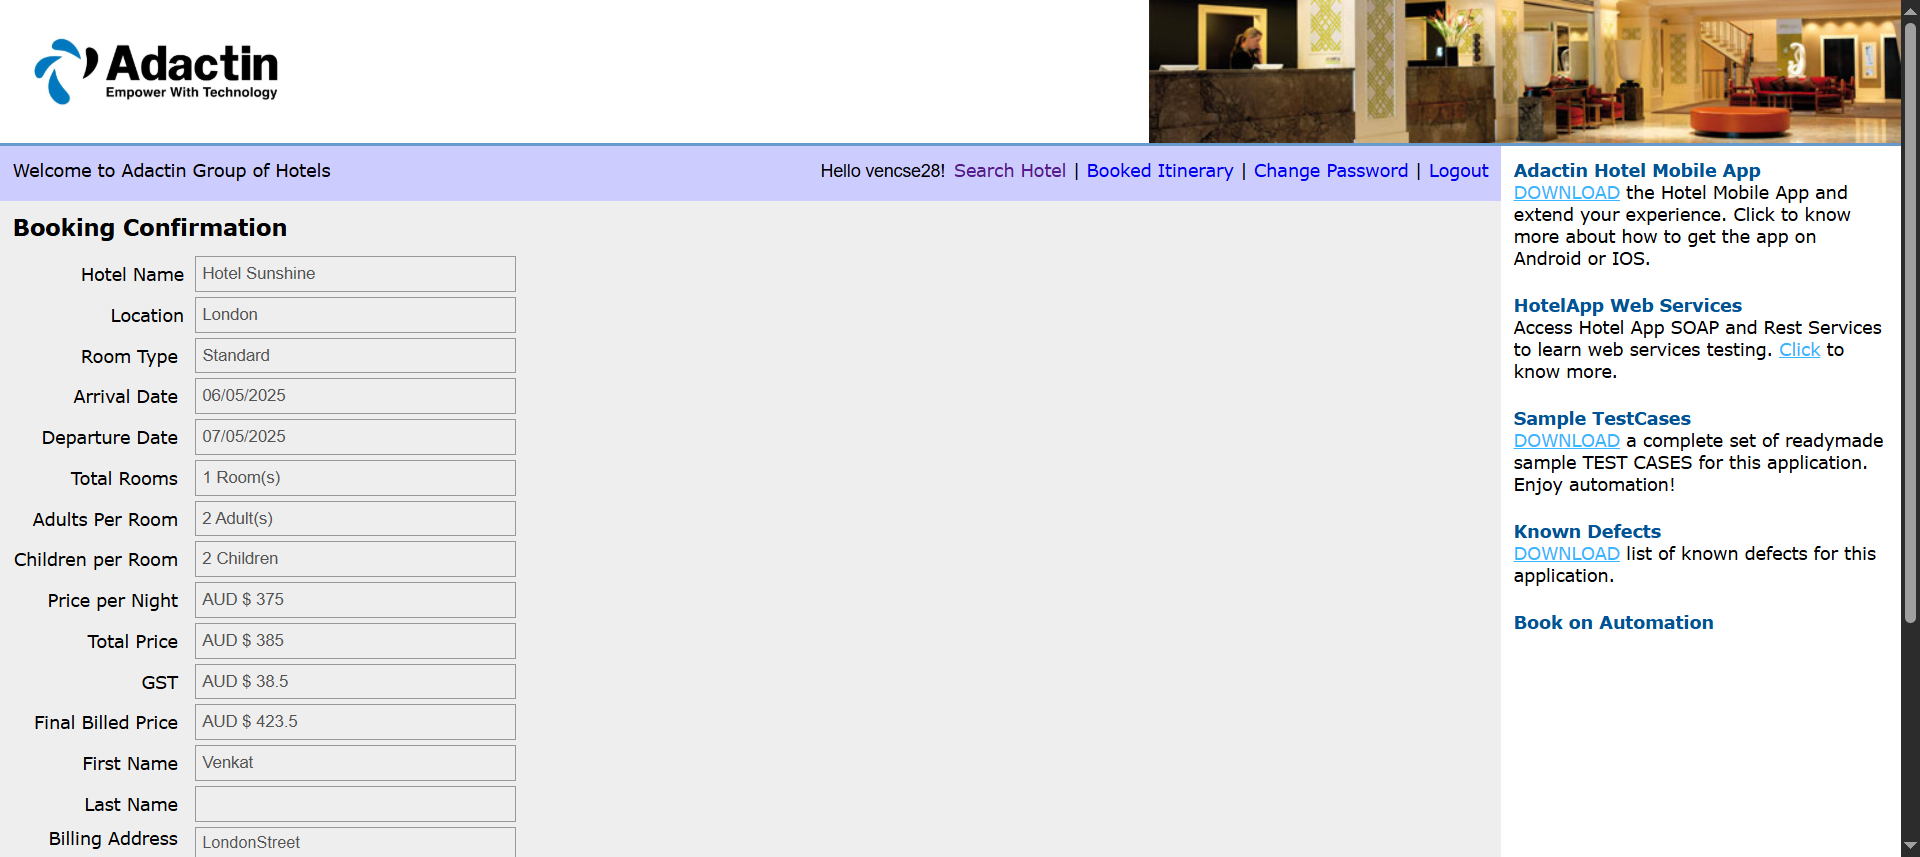 Adactin
Empower With Technology
Welcome to Adactin Group of Hotels
Hello vencse28! Search Hotel | Booked Itinerary | Change Password | Logout
Booking Confirmation
Hotel Name Hotel Sunshine
Location London
Room Type Standard
Arrival Date 06/05/2025
Departure Date 07/05/2025
Total Rooms 1 Room(s)
Adults Per Room 2 Adult(s)
Children per Room 2 Children
Price per Night AUD $ 375
Total Price AUD $ 385
GST AUD $ 38.5
Final Billed Price AUD $ 423.5
First Name Venkat
Last Name
Billing Address LondonStreet
Adactin Hotel Mobile App
DOWNLOAD the Hotel Mobile App and
extend your experience. Click to know
more about how to get the app on
Android or IOS.
HotelApp Web Services
Access Hotel App SOAP and Rest Services
to learn web services testing. Click to
know more.
Sample TestCases
DOWNLOAD a complete set of readymade
sample TEST CASES for this application.
Enjoy automation!
Known Defects
DOWNLOAD list of known defects for this
application.
Book on Automation